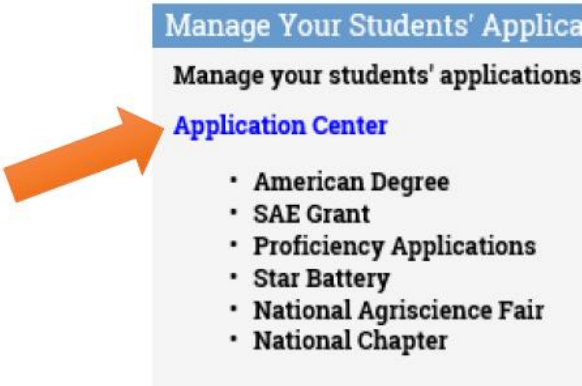 Manage Your Students' Applica
Manage your students' applications
Application Center
• American Degree
• SAE Grant
• Proficiency Applications
• Star Battery
• National Agriscience Fair
• National Chapter